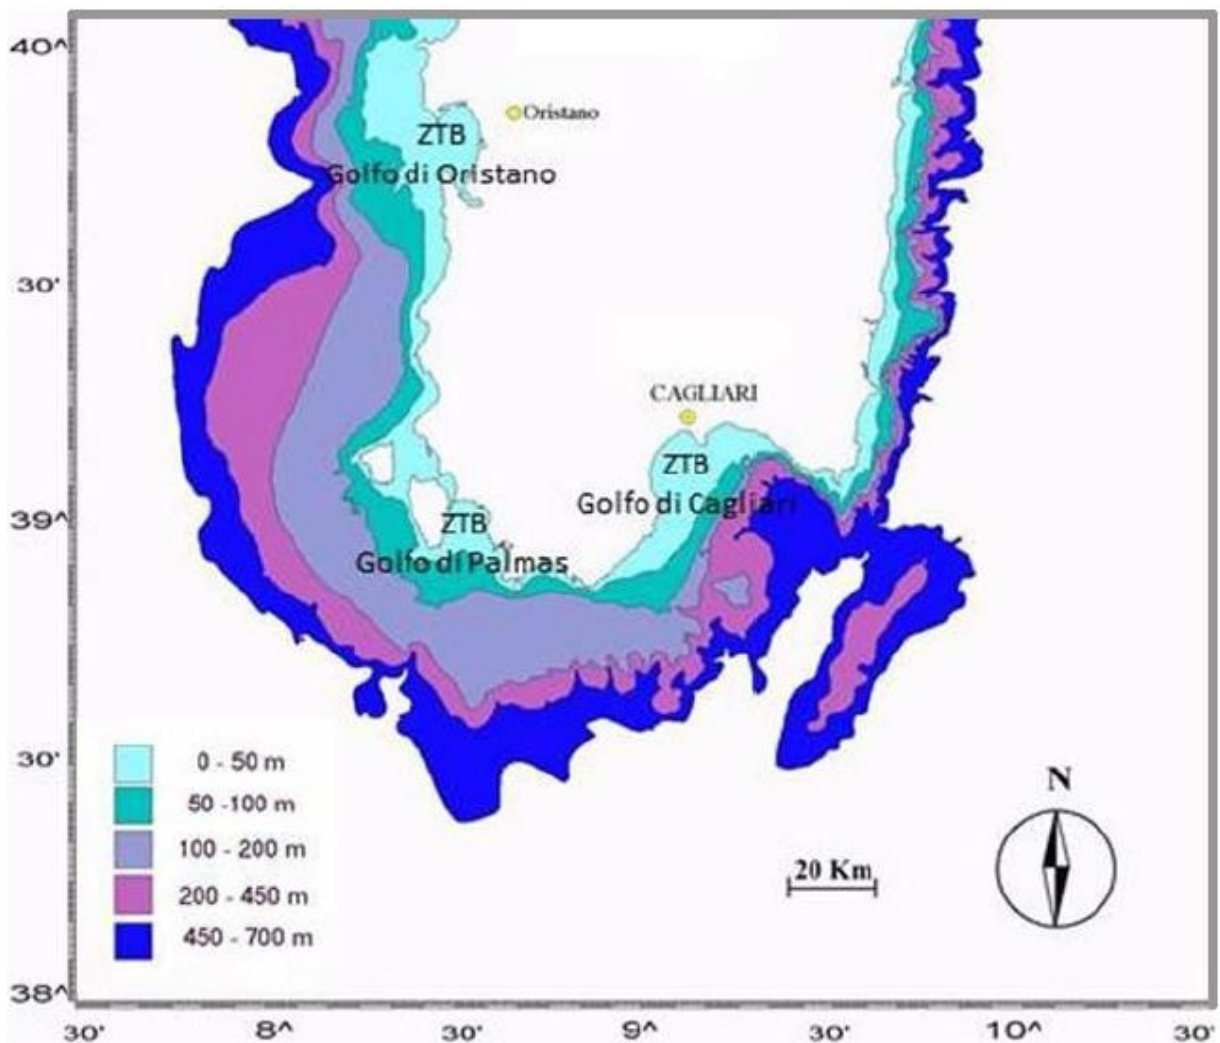 40^
Oristano
ZTB
Golfo di Oristano
30'
CAGLIARI
ZTB
Golfo di Cagliari
39^
ZTB
Golfo di Palmas
30'
0 - 50 m
50 -100 m
100 - 200 m
200 - 450 m
450 - 700 m
N
20 Km
38^
30' 8^ 30' 9^ 30' 10^ 30'